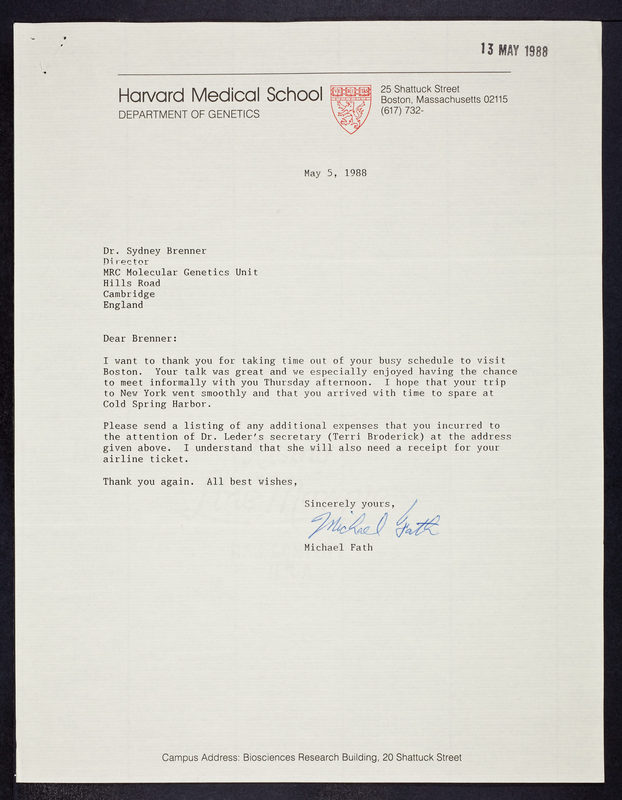 13 MAY 1988
Harvard Medical School
DEPARTMENT OF GENETICS
25 Shattuck Street
Boston, Massachusetts 02115
(617) 732-
May 5, 1988
Dr. Sydney Brenner
Director
MRC Molecular Genetics Unit
Hills Road
Cambridge
England
Dear Brenner:
I want to thank you for taking time out of your busy schedule to visit
Boston. Your talk was great and we especially enjoyed having the chance
to meet informally with you Thursday afternoon. I hope that your trip
to New York went smoothly and that you arrived with time to spare at
Cold Spring Harbor.
Please send a listing of any additional expenses that you incurred to
the attention of Dr. Leder's secretary (Terri Broderick) at the address
given above. I understand that she will also need a receipt for your
airline ticket.
Thank you again. All best wishes,
Sincerely yours,
Michael Fath
Michael Fath
Campus Address: Biosciences Research Building, 20 Shattuck Street